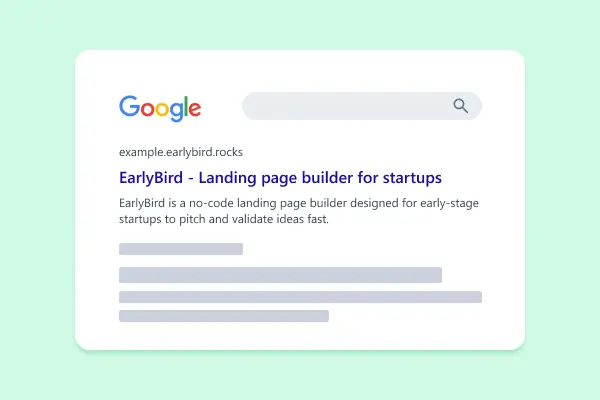 Google
example.earlybird.rocks
EarlyBird - Landing page builder for startups
EarlyBird is a no-code landing page builder designed for early-stage
startups to pitch and validate ideas fast.